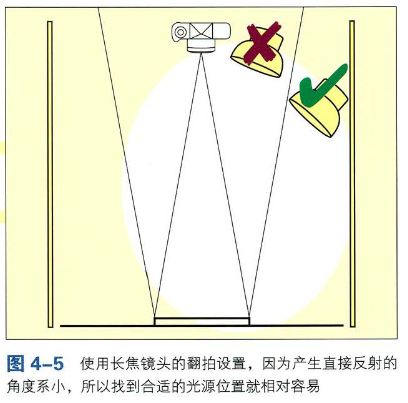 图 4-5 使用长焦镜头的翻拍设置，因为产生直接反射的
角度系小，所以找到合适的光源位置就相对容易